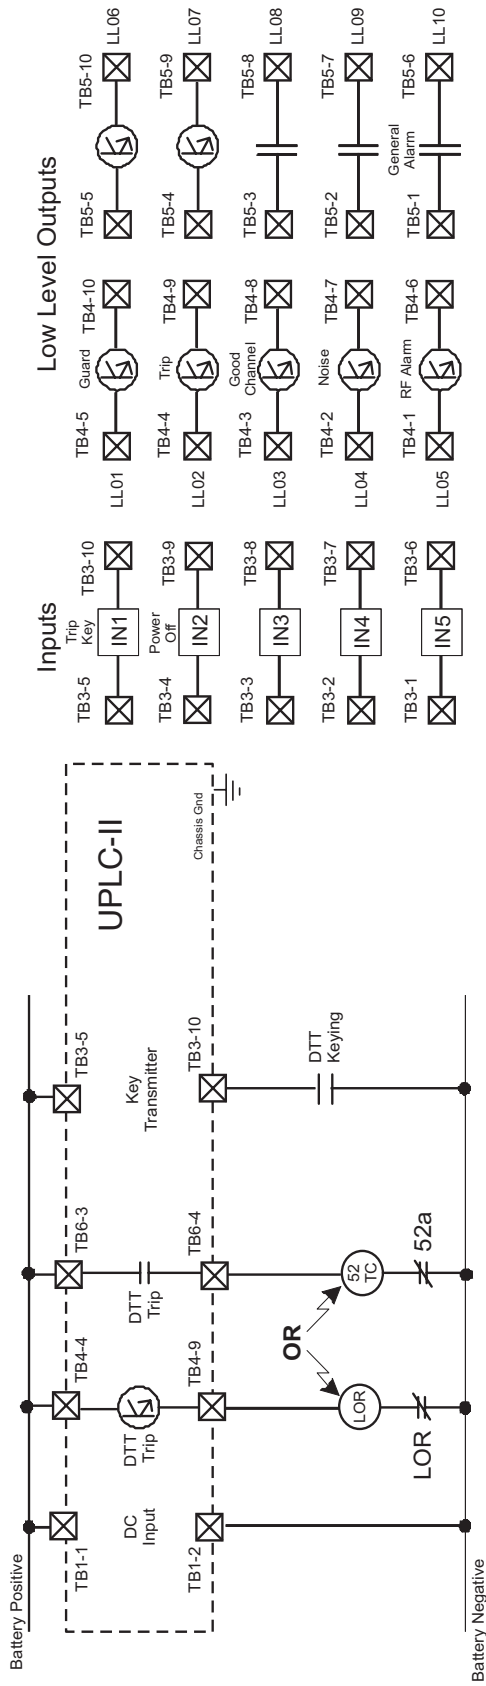 Battery Positive
TB1-1
TB4-4
TB6-3
TB3-5
UPLC-II
DC
Input
DTT
Trip
DTT
Trip
Key
Transmitter
Chassis Gnd
TB1-2
TB4-9
TB6-4
TB3-10
OR
LOR
52
TC
DTT
Keying
LOR
52a
Battery Negative
Inputs
TB3-5
Trip
Key
IN1
TB3-10
TB3-4
Power
Off
IN2
TB3-9
TB3-3
IN3
TB3-8
TB3-2
IN4
TB3-7
TB3-1
IN5
TB3-6
Low Level Outputs
LL01
TB4-5
Guard
TB4-10
TB5-5
TB5-10
LL06
LL02
TB4-4
Trip
TB4-9
TB5-4
TB5-9
LL07
LL03
TB4-3
Good
Channel
TB4-8
TB5-3
TB5-8
LL08
LL04
TB4-2
Noise
TB4-7
TB5-2
TB5-7
LL09
LL05
TB4-1
RF Alarm
TB4-6
TB5-1
General
Alarm
TB5-6
LL10